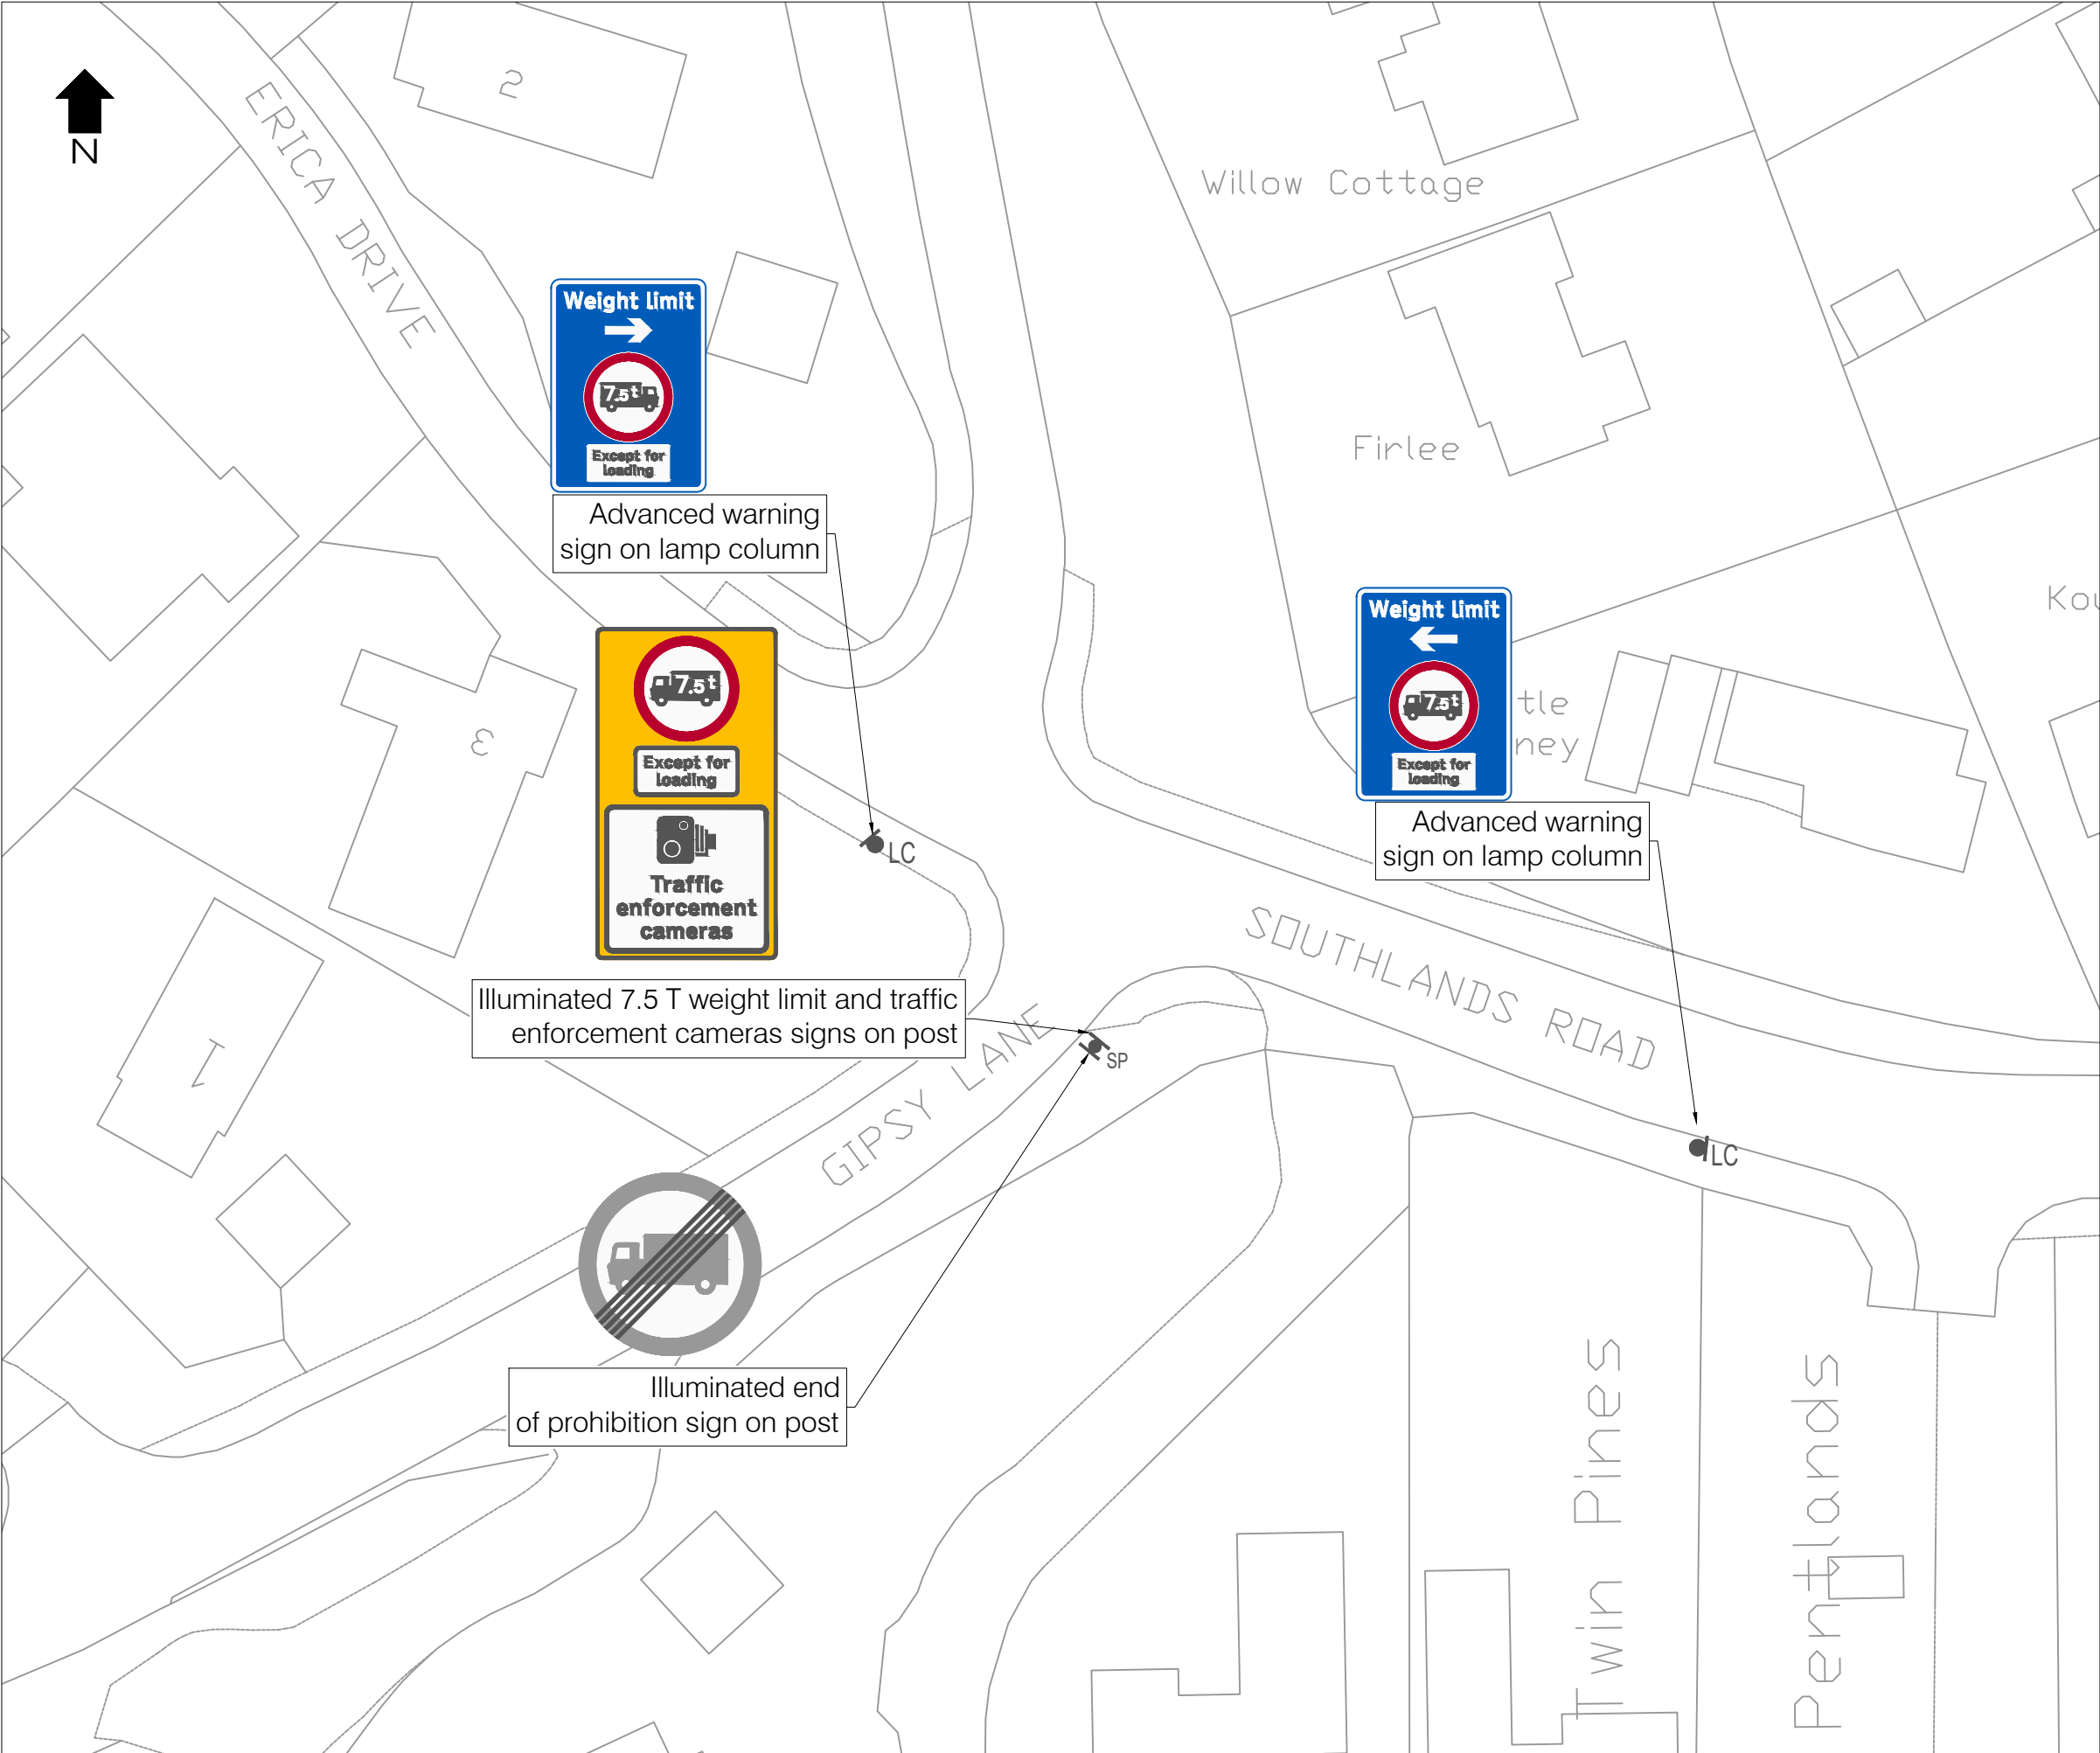 N
ERICA DRIVE
2
Willow Cottage
Weight limit
7.5t
Except for
loading
Advanced warning
sign on lamp column
Firlee
Weight limit
7.5t
Except for
loading
Advanced warning
sign on lamp column
7.5t
Except for
loading
Traffic
enforcement
cameras
3
LC
SOUTHLANDS ROAD
Illuminated 7.5 T weight limit and traffic
enforcement cameras signs on post
SP
1
GIPSY LANE
LC
Illuminated end
of prohibition sign on post
Twin Pines
Pentlands